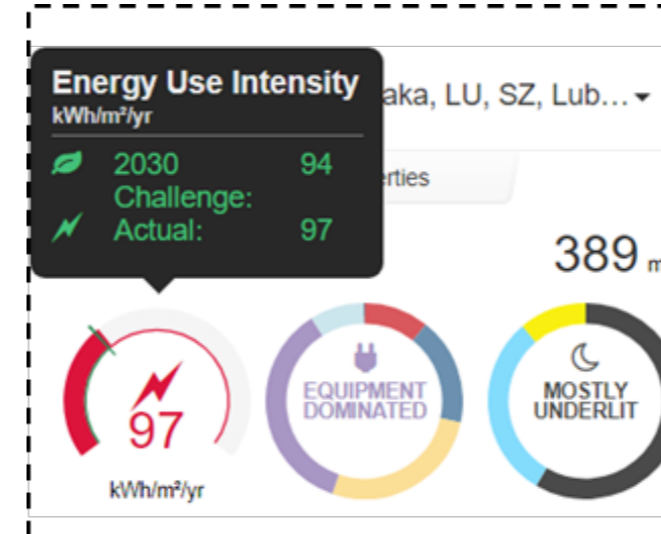 Energy Use Intensity
kWh/m²/yr
2030 Challenge: 94
Actual: 97
aka, LU, SZ, Lub...
rties
389 m
97
kWh/m²/yr
EQUIPMENT
DOMINATED
MOSTLY
UNDERLIT